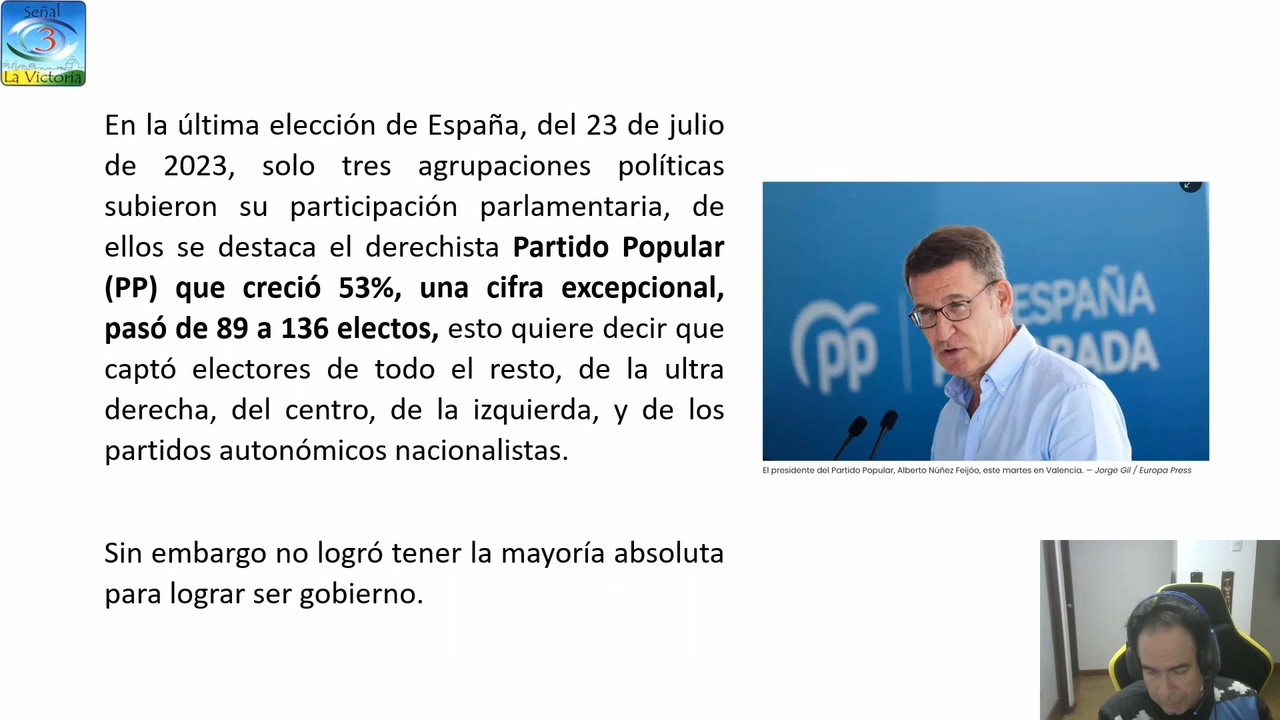 Señal
3
La Victoria
En la última elección de España, del 23 de julio
de 2023, solo tres agrupaciones políticas
subieron su participación parlamentaria, de
ellos se destaca el derechista Partido Popular
(PP) que creció 53%, una cifra excepcional,
pasó de 89 a 136 electos, esto quiere decir que
captó electores de todo el resto, de la ultra
derecha, del centro, de la izquierda, y de los
partidos autonómicos nacionalistas.
Sin embargo no logró tener la mayoría absoluta
para lograr ser gobierno.
pp
ESPAÑA
RADA
El presidente del Partido Popular, Alberto Núñez Feijóo, este martes en Valencia. — Jorge Gil / Europa Press